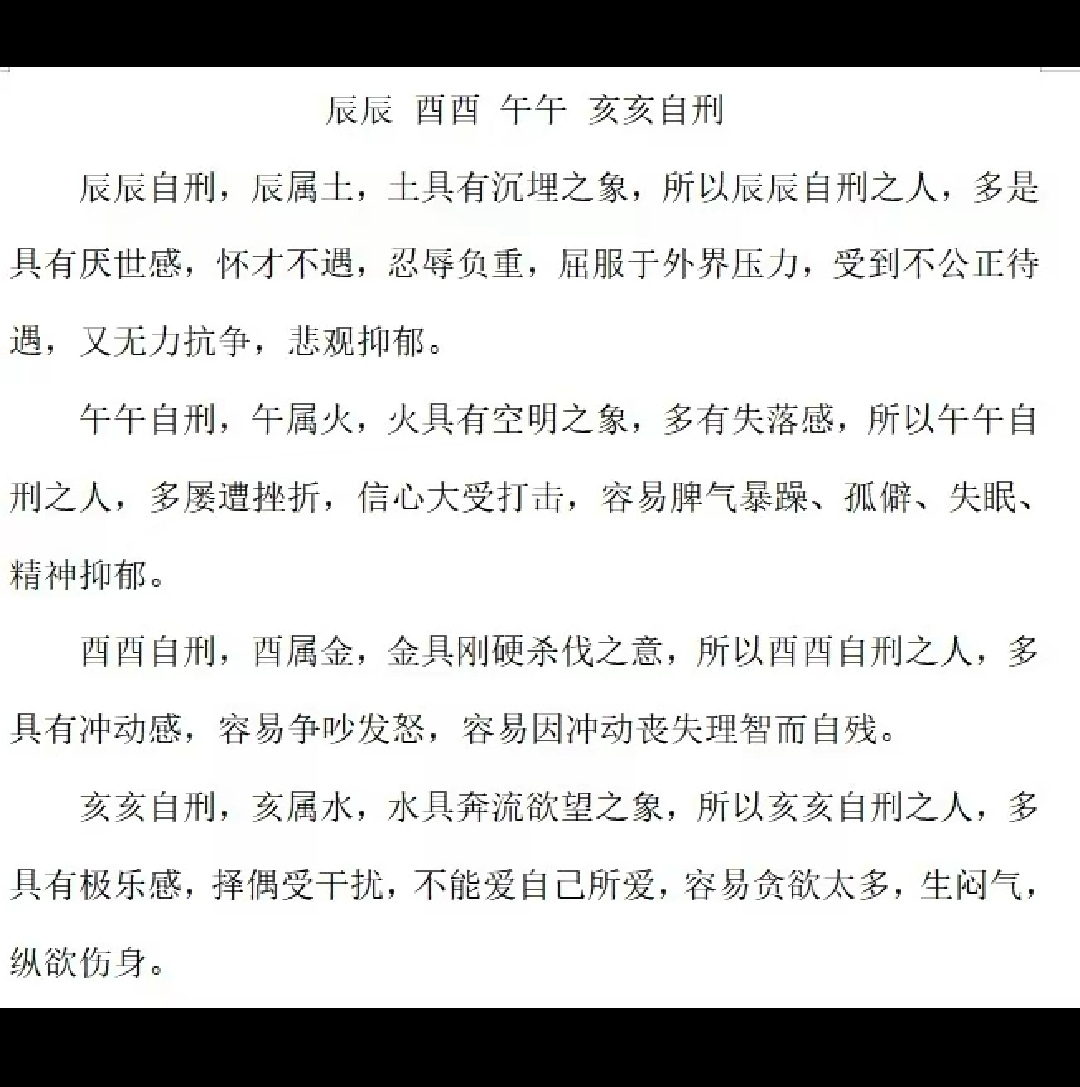 辰辰 酉酉 午午 亥亥自刑
辰辰自刑，辰属土，土具有沉埋之象，所以辰辰自刑之人，多是
具有厌世感，怀才不遇，忍辱负重，屈服于外界压力，受到不公正待
遇，又无力抗争，悲观抑郁。
午午自刑，午属火，火具有空明之象，多有失落感，所以午午自
刑之人，多屡遭挫折，信心大受打击，容易脾气暴躁、孤僻、失眠、
精神抑郁。
酉酉自刑，酉属金，金具刚硬杀伐之意，所以酉酉自刑之人，多
具有冲动感，容易争吵发怒，容易因冲动丧失理智而自残。
亥亥自刑，亥属水，水具奔流欲望之象，所以亥亥自刑之人，多
具有极乐感，择偶受干扰，不能爱自己所爱，容易贪欲太多，生闷气，
纵欲伤身。